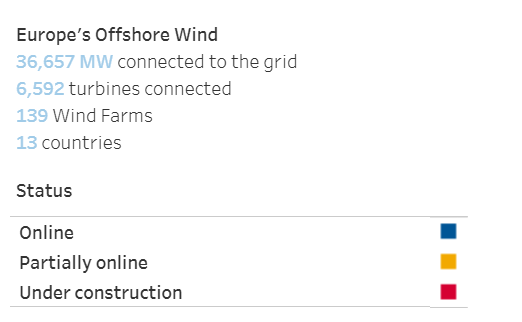 Europe's Offshore Wind
36,657 MW connected to the grid
6,592 turbines connected
139 Wind Farms
13 countries
Status
Online
Partially online
Under construction